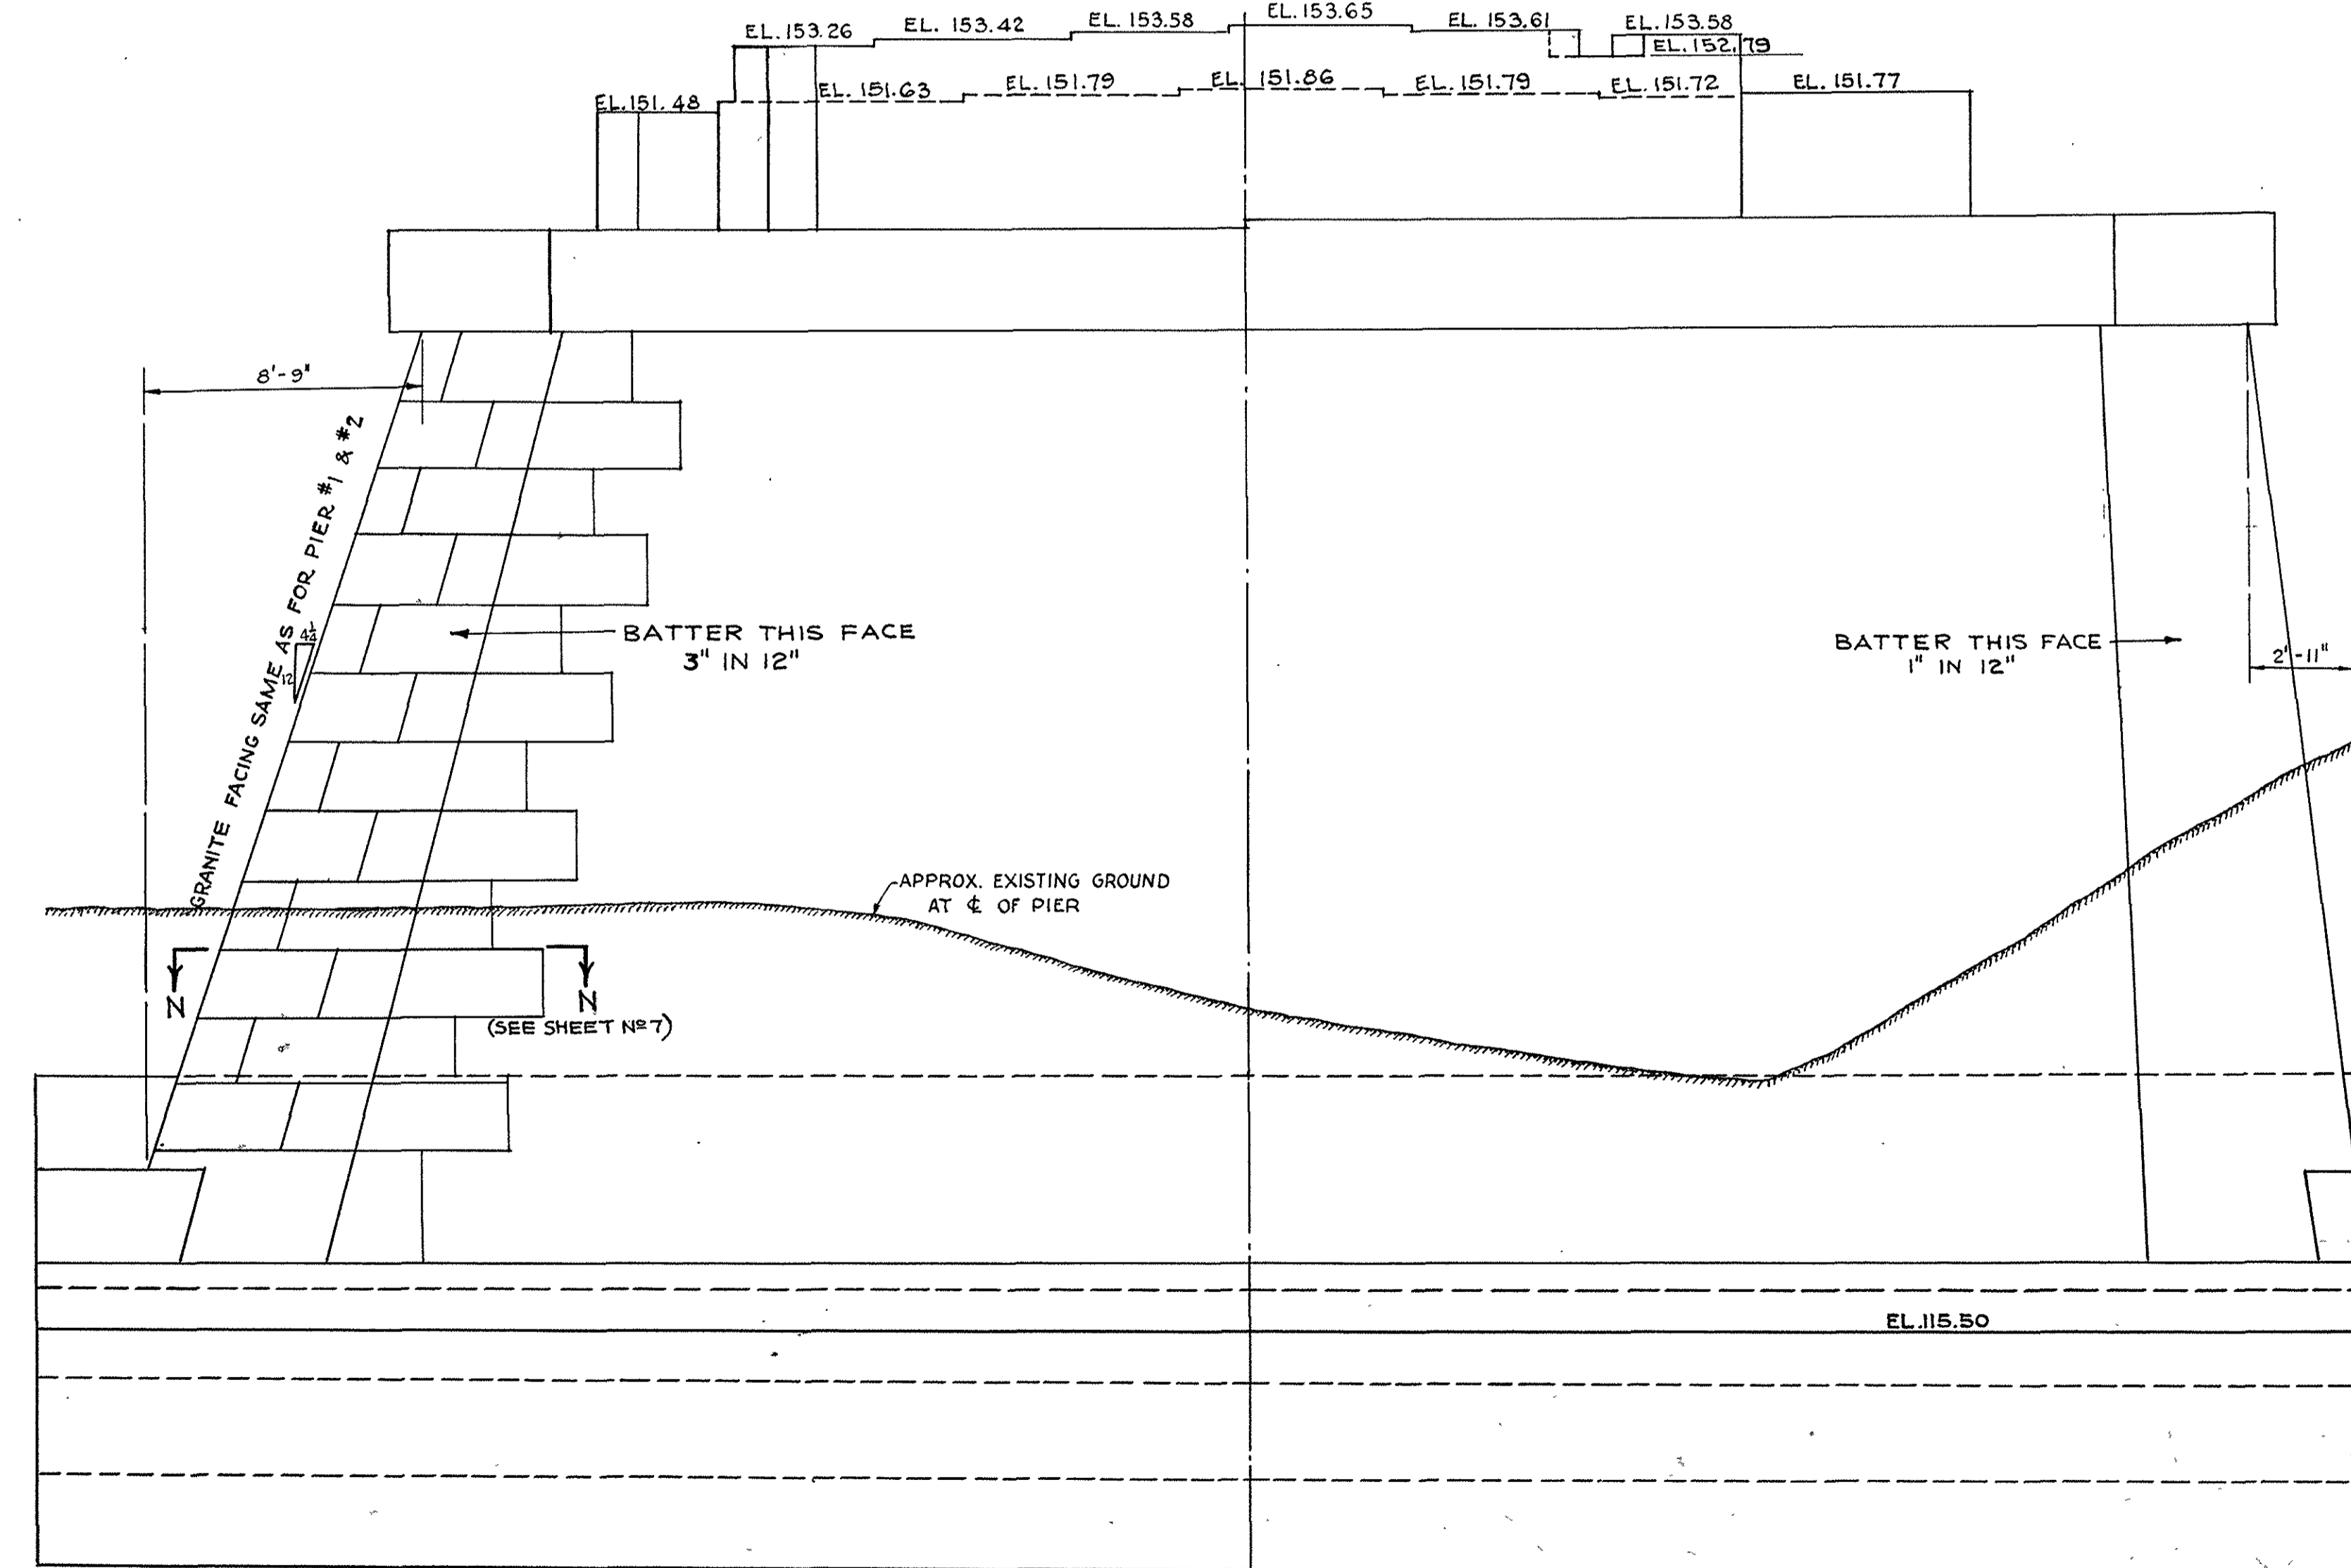 EL. 153.65
EL. 153.58
EL. 153.61
EL. 153.58
EL. 153.42
EL. 153.26
EL. 152.79
EL. 151.86
EL. 151.79
EL. 151.79
EL. 151.72
EL. 151.77
EL. 151.63
EL. 151.48
8'-9"
GRANITE FACING SAME AS FOR PIER #1 & #2
4¼
12
BATTER THIS FACE
3" IN 12"
BATTER THIS FACE
1" IN 12"
2'-11"
APPROX. EXISTING GROUND
AT ℄ OF PIER
N
N
(SEE SHEET Nº 7)
EL. 115.50